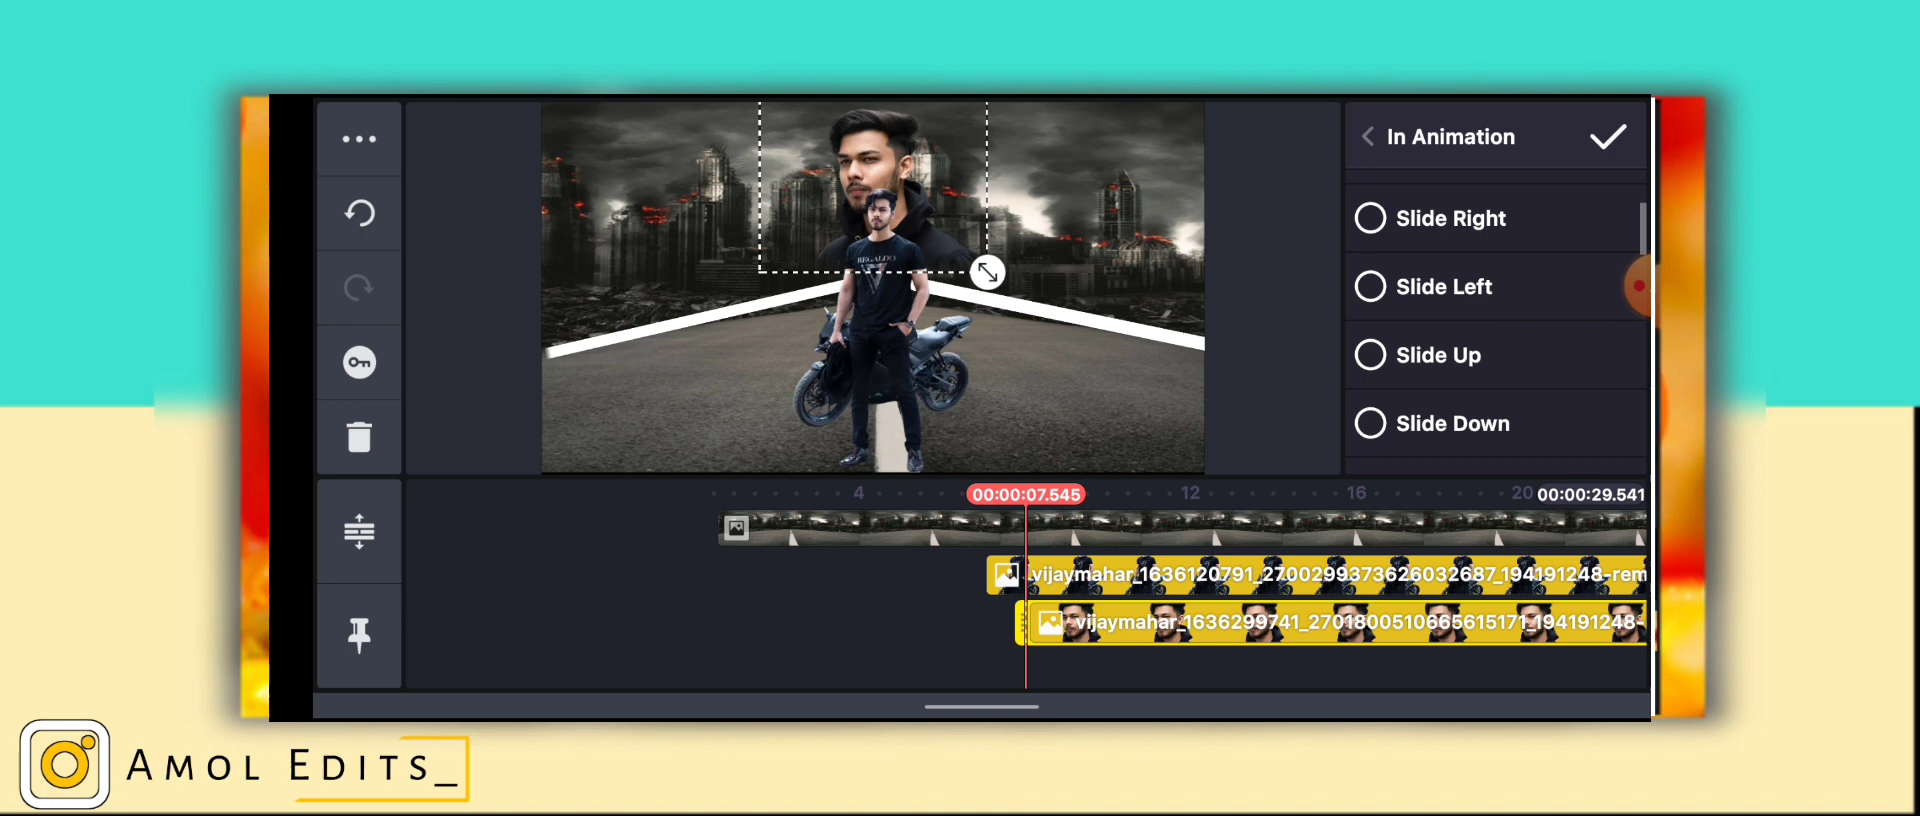 In Animation
Slide Right
Slide Left
Slide Up
Slide Down
REGALDO
4 00:00:07.545 12 16 20 00:00:29.541
vijaymahar_1636120791_2700299373626032687_194191248-rem
vijaymahar_1636299741_2701800510665615171_194191248-
AMOL EDITS_